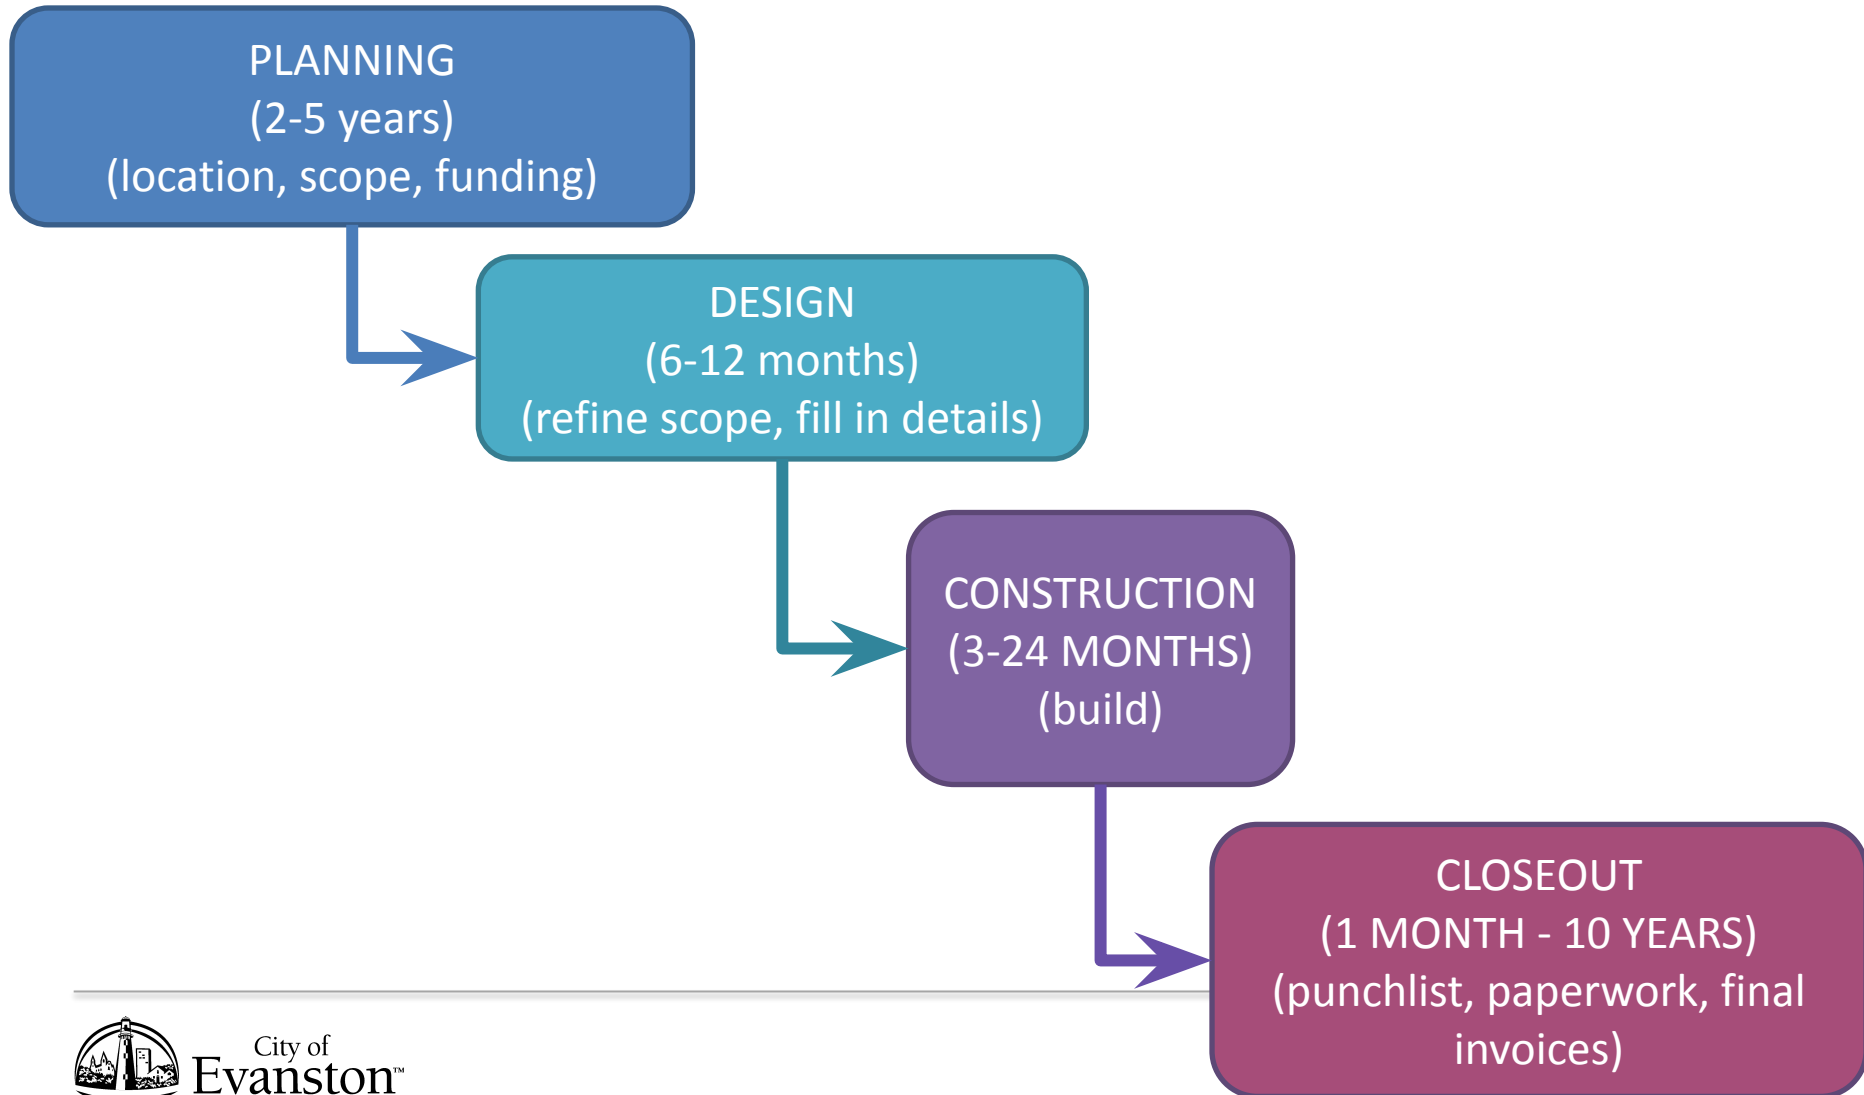 PLANNING
(2-5 years)
(location, scope, funding)
DESIGN
(6-12 months)
(refine scope, fill in details)
CONSTRUCTION
(3-24 MONTHS)
(build)
CLOSEOUT
(1 MONTH - 10 YEARS)
(punchlist, paperwork, final
invoices)
City of
Evanston™